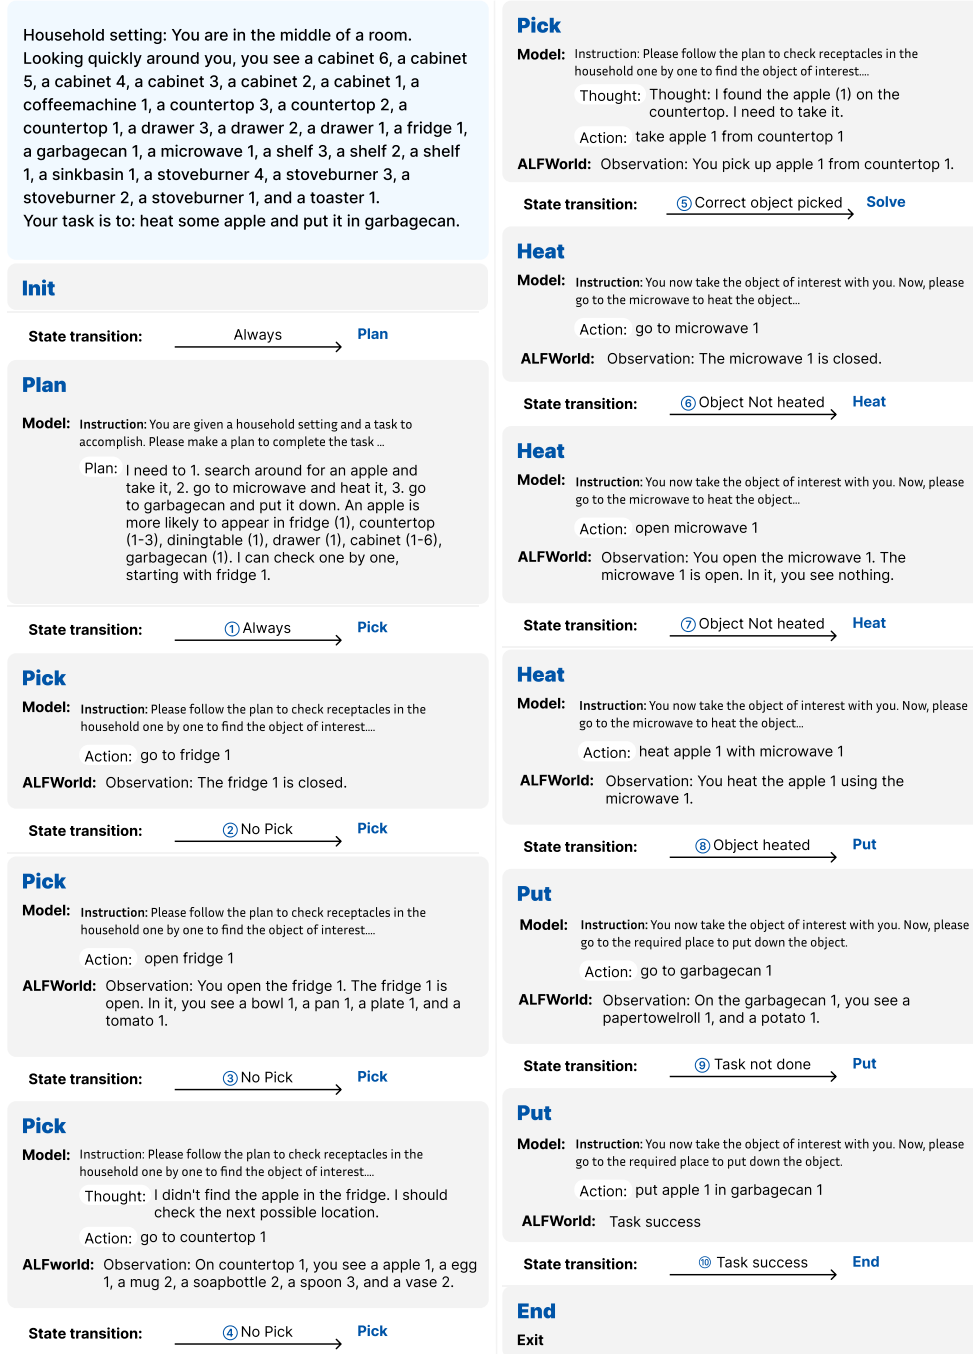 Household setting: You are in the middle of a room.
Looking quickly around you, you see a cabinet 6, a cabinet
5, a cabinet 4, a cabinet 3, a cabinet 2, a cabinet 1, a
coffeemachine 1, a countertop 3, a countertop 2, a
countertop 1, a drawer 3, a drawer 2, a drawer 1, a fridge 1,
a garbagecan 1, a microwave 1, a shelf 3, a shelf 2, a shelf
1, a sinkbasin 1, a stoveburner 4, a stoveburner 3, a
stoveburner 2, a stoveburner 1, and a toaster 1.
Your task is to: heat some apple and put it in garbagecan.
Init
State transition: Always Plan
Plan
Model: Instruction: You are given a household setting and a task to
accomplish. Please make a plan to complete the task ...
Plan: I need to 1. search around for an apple and
take it, 2. go to microwave and heat it, 3. go
to garbagecan and put it down. An apple is
more likely to appear in fridge (1), countertop
(1-3), diningtable (1), drawer (1), cabinet (1-6),
garbagecan (1). I can check one by one,
starting with fridge 1.
State transition: ① Always Pick
Pick
Model: Instruction: Please follow the plan to check receptacles in the
household one by one to find the object of interest....
Action: go to fridge 1
ALFWorld: Observation: The fridge 1 is closed.
State transition: ② No Pick Pick
Pick
Model: Instruction: Please follow the plan to check receptacles in the
household one by one to find the object of interest....
Action: open fridge 1
ALFWorld: Observation: You open the fridge 1. The fridge 1 is
open. In it, you see a bowl 1, a pan 1, a plate 1, and a
tomato 1.
State transition: ③ No Pick Pick
Pick
Model: Instruction: Please follow the plan to check receptacles in the
household one by one to find the object of interest....
Thought: I didn't find the apple in the fridge. I should
check the next possible location.
Action: go to countertop 1
ALFworld: Observation: On countertop 1, you see a apple 1, a egg
1, a mug 2, a soapbottle 2, a spoon 3, and a vase 2.
State transition: ④ No Pick Pick
Pick
Model: Instruction: Please follow the plan to check receptacles in the
household one by one to find the object of interest....
Thought: Thought: I found the apple (1) on the
countertop. I need to take it.
Action: take apple 1 from countertop 1
ALFWorld: Observation: You pick up apple 1 from countertop 1.
State transition: ⑤ Correct object picked Solve
Heat
Model: Instruction: You now take the object of interest with you. Now, please
go to the microwave to heat the object...
Action: go to microwave 1
ALFWorld: Observation: The microwave 1 is closed.
State transition: ⑥ Object Not heated Heat
Heat
Model: Instruction: You now take the object of interest with you. Now, please
go to the microwave to heat the object...
Action: open microwave 1
ALFWorld: Observation: You open the microwave 1. The
microwave 1 is open. In it, you see nothing.
State transition: ⑦ Object Not heated Heat
Heat
Model: Instruction: You now take the object of interest with you. Now, please
go to the microwave to heat the object...
Action: heat apple 1 with microwave 1
ALFWorld: Observation: You heat the apple 1 using the
microwave 1.
State transition: ⑧ Object heated Put
Put
Model: Instruction: You now take the object of interest with you. Now, please
go to the required place to put down the object.
Action: go to garbagecan 1
ALFWorld: Observation: On the garbagecan 1, you see a
papertowelroll 1, and a potato 1.
State transition: ⑨ Task not done Put
Put
Model: Instruction: You now take the object of interest with you. Now, please
go to the required place to put down the object.
Action: put apple 1 in garbagecan 1
ALFWorld: Task success
State transition: ⑩ Task success End
End
Exit